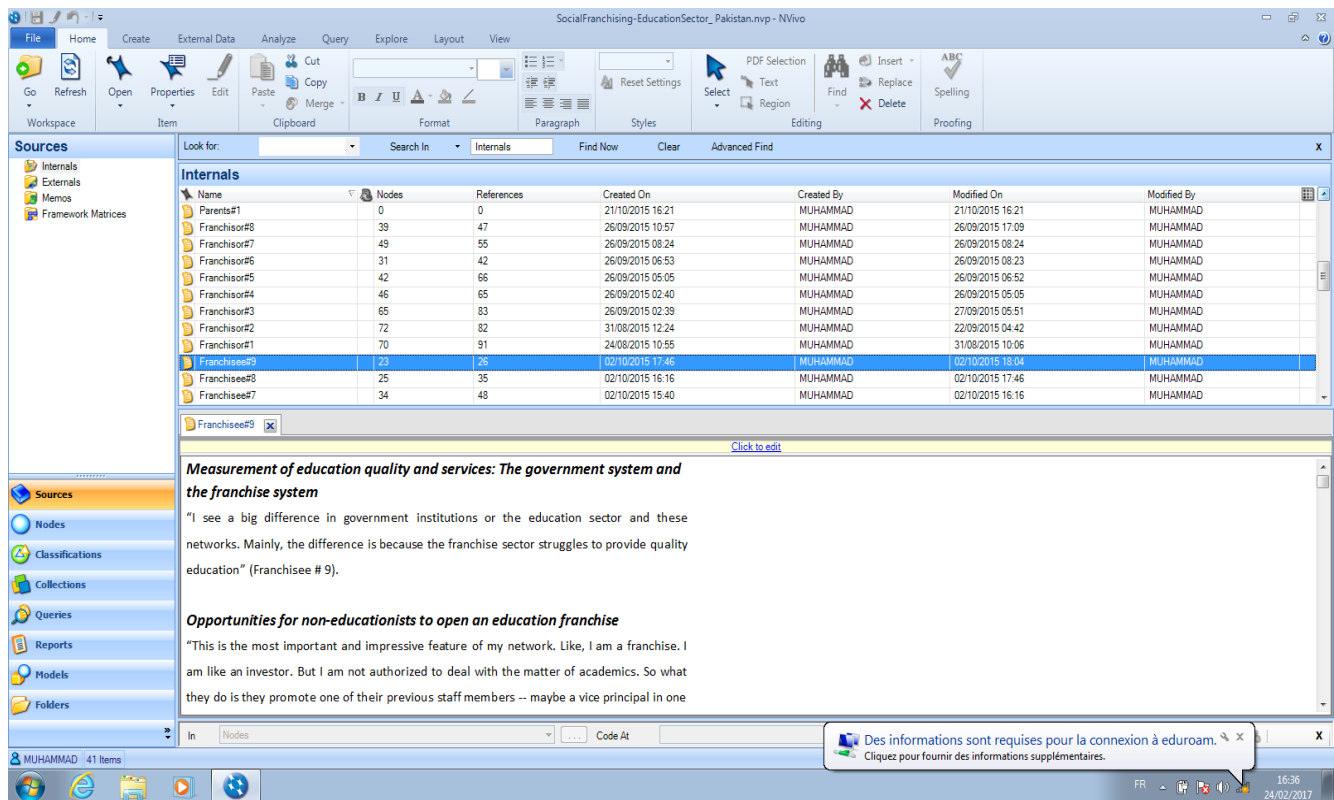 SocialFranchising-EducationSector_ Pakistan.nvp - NVivo
File Home Create External Data Analyze Query Explore Layout View
Go Refresh Open Properties Edit Paste Cut Copy Merge
B I U A
Reset Settings
Select PDF Selection Text Region Find Insert Replace Delete
ABC Spelling
Workspace Item Clipboard Format Paragraph Styles Editing Proofing
Sources
Internals
Externals
Memos
Framework Matrices
Look for: Search In Internals Find Now Clear Advanced Find x
Internals
Name Nodes References Created On Created By Modified On Modified By
Parents#1 0 0 21/10/2015 16:21 MUHAMMAD 21/10/2015 16:21 MUHAMMAD
Franchisor#8 39 47 26/09/2015 10:57 MUHAMMAD 26/09/2015 17:09 MUHAMMAD
Franchisor#7 49 55 26/09/2015 08:24 MUHAMMAD 26/09/2015 08:24 MUHAMMAD
Franchisor#6 31 42 26/09/2015 06:53 MUHAMMAD 26/09/2015 08:23 MUHAMMAD
Franchisor#5 42 66 26/09/2015 05:05 MUHAMMAD 26/09/2015 06:52 MUHAMMAD
Franchisor#4 46 65 26/09/2015 02:40 MUHAMMAD 26/09/2015 05:05 MUHAMMAD
Franchisor#3 65 83 26/09/2015 02:39 MUHAMMAD 27/09/2015 05:51 MUHAMMAD
Franchisor#2 72 82 31/08/2015 12:24 MUHAMMAD 22/09/2015 04:42 MUHAMMAD
Franchisor#1 70 91 24/08/2015 10:55 MUHAMMAD 31/08/2015 10:06 MUHAMMAD
Franchisee#9 23 26 02/10/2015 17:46 MUHAMMAD 02/10/2015 18:04 MUHAMMAD
Franchisee#8 25 35 02/10/2015 16:16 MUHAMMAD 02/10/2015 17:46 MUHAMMAD
Franchisee#7 34 48 02/10/2015 15:40 MUHAMMAD 02/10/2015 16:16 MUHAMMAD
Franchisee#9 x
Click to edit
Measurement of education quality and services: The government system and
the franchise system
“I see a big difference in government institutions or the education sector and these
networks. Mainly, the difference is because the franchise sector struggles to provide quality
education” (Franchisee # 9).
Opportunities for non-educationists to open an education franchise
“This is the most important and impressive feature of my network. Like, I am a franchise. I
am like an investor. But I am not authorized to deal with the matter of academics. So what
they do is they promote one of their previous staff members -- maybe a vice principal in one
Sources
Nodes
Classifications
Collections
Queries
Reports
Models
Folders
In Nodes ... Code At x
Des informations sont requises pour la connexion à eduroam.
Cliquez pour fournir des informations supplémentaires.
MUHAMMAD 41 Items
FR 16:36
24/02/2017